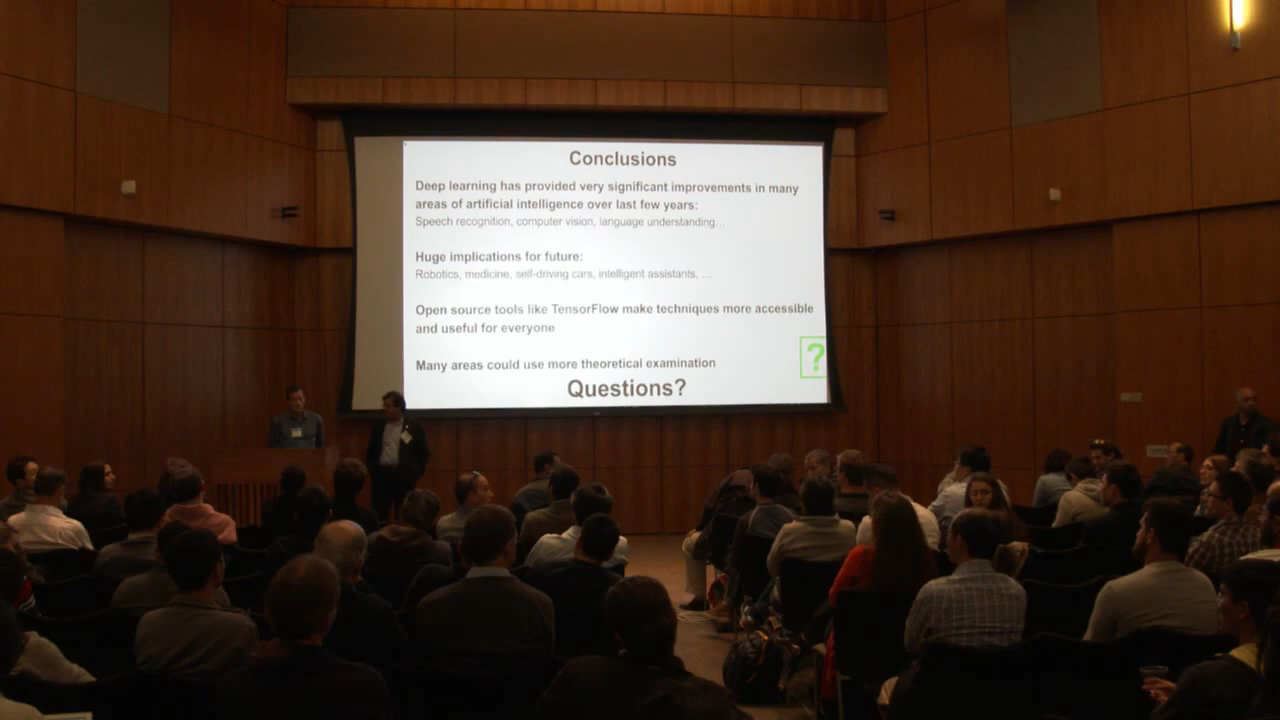 Conclusions
Deep learning has provided very significant improvements in many
areas of artificial intelligence over last few years:
Speech recognition, computer vision, language understanding…
Huge implications for future:
Robotics, medicine, self-driving cars, intelligent assistants, …
Open source tools like TensorFlow make techniques more accessible
and useful for everyone
Many areas could use more theoretical examination
?
Questions?